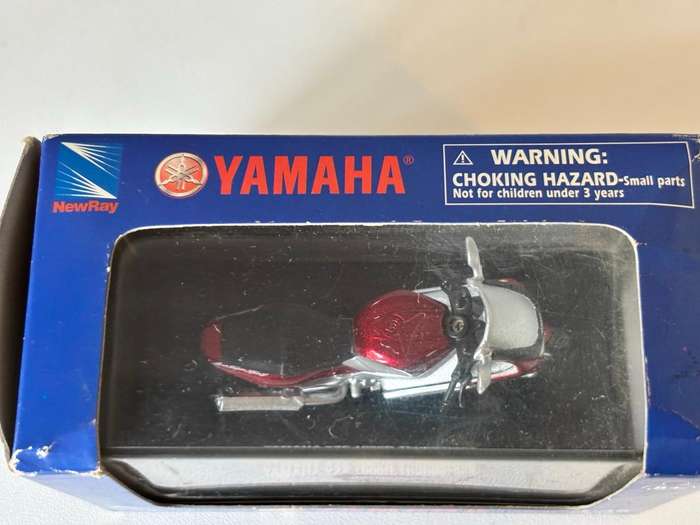 NewRay
YAMAHA®
⚠ WARNING:
CHOKING HAZARD-Small parts
Not for children under 3 years